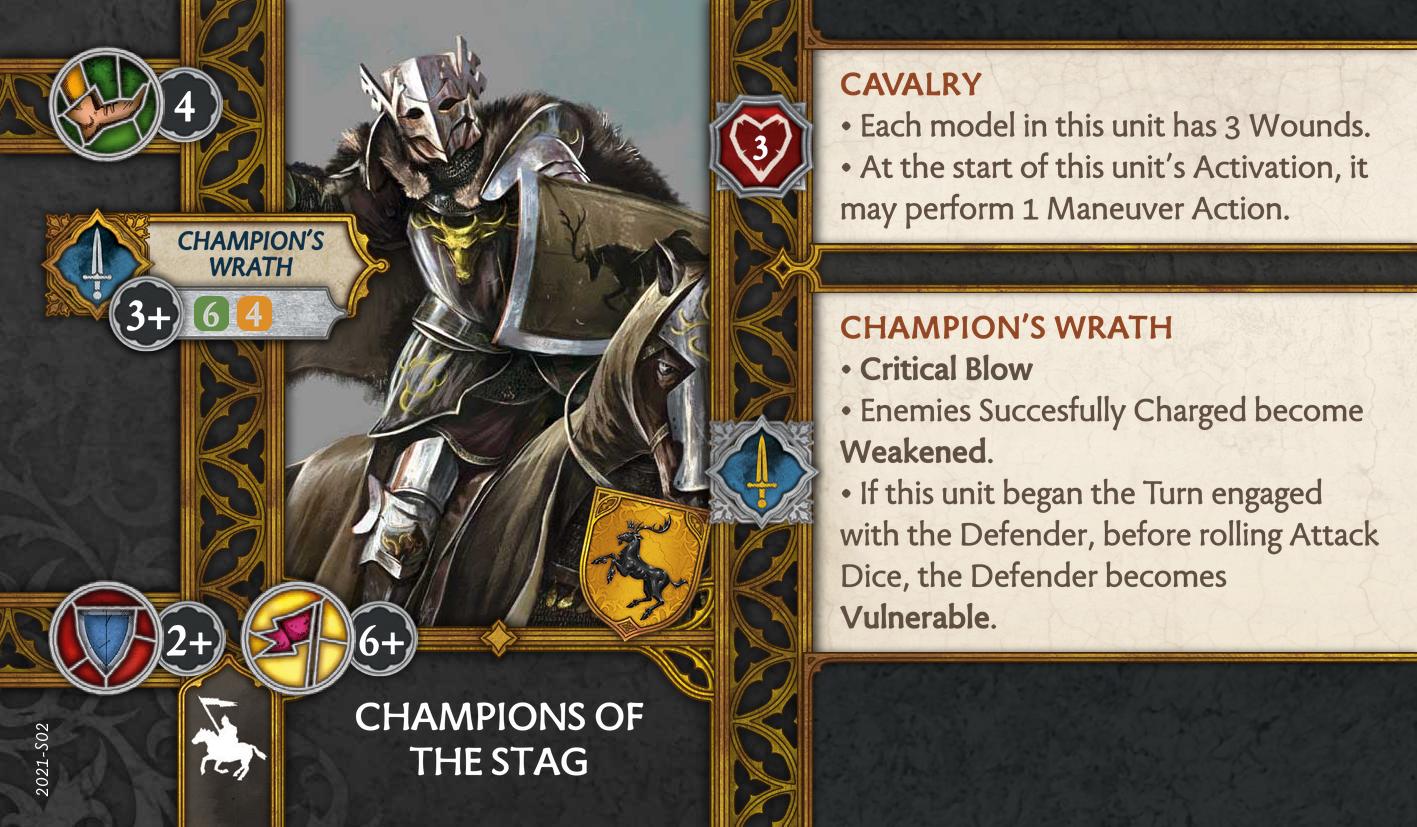 4
CHAMPION'S
WRATH
3+ 6 4
2+
6+
2021-S02
CHAMPIONS OF
THE STAG
3
CAVALRY
• Each model in this unit has 3 Wounds.
• At the start of this unit's Activation, it
may perform 1 Maneuver Action.
CHAMPION'S WRATH
• Critical Blow
• Enemies Succesfully Charged become
Weakened.
• If this unit began the Turn engaged
with the Defender, before rolling Attack
Dice, the Defender becomes
Vulnerable.